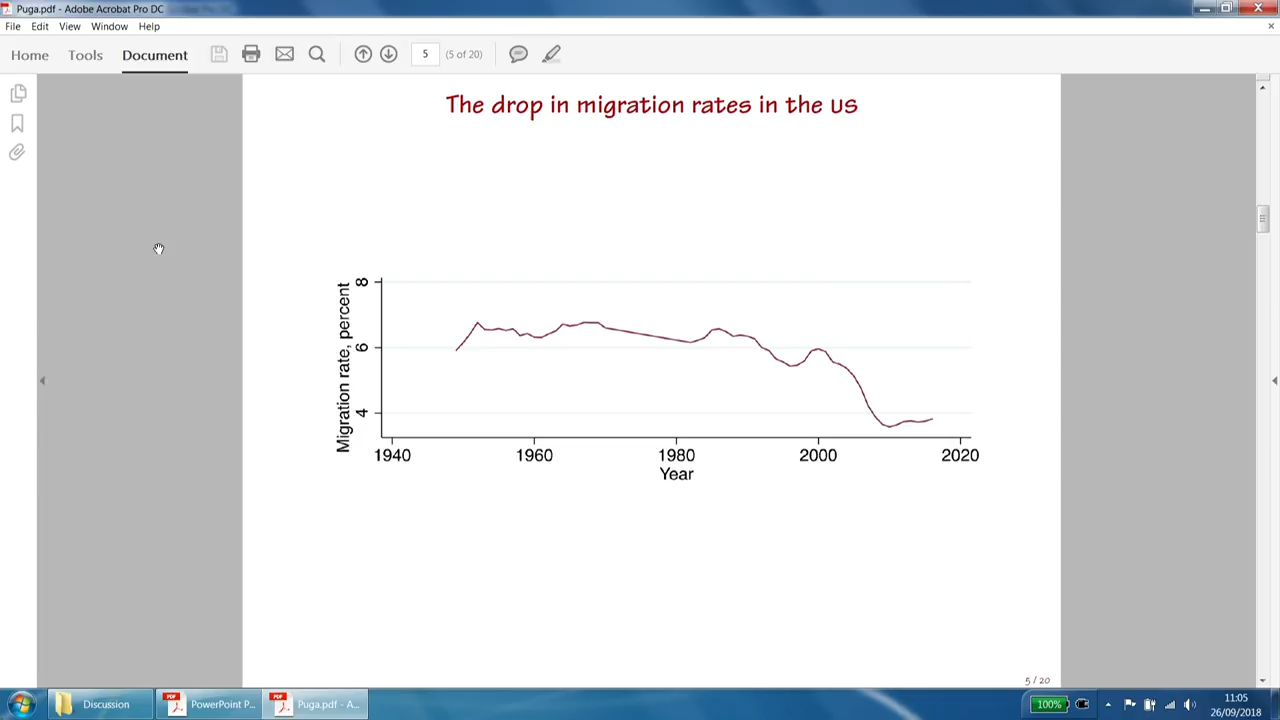 Puga.pdf - Adobe Acrobat Pro DC
File Edit View Window Help
Home Tools Document 5 (5 of 20)
The drop in migration rates in the US
Migration rate, percent
8
6
4
1940 1960 1980 2000 2020
Year
5 / 20
Discussion PowerPoint P... Puga.pdf - A... 100% 11:05
26/09/2018